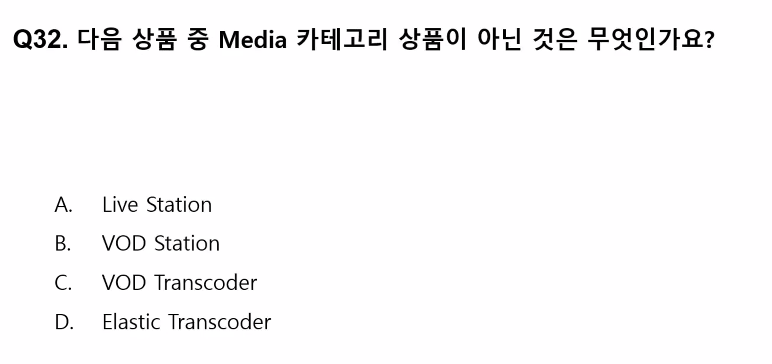 Q32. 다음 상품 중 Media 카테고리 상품이 아닌 것은 무엇인가요?
A. Live Station
B. VOD Station
C. VOD Transcoder
D. Elastic Transcoder